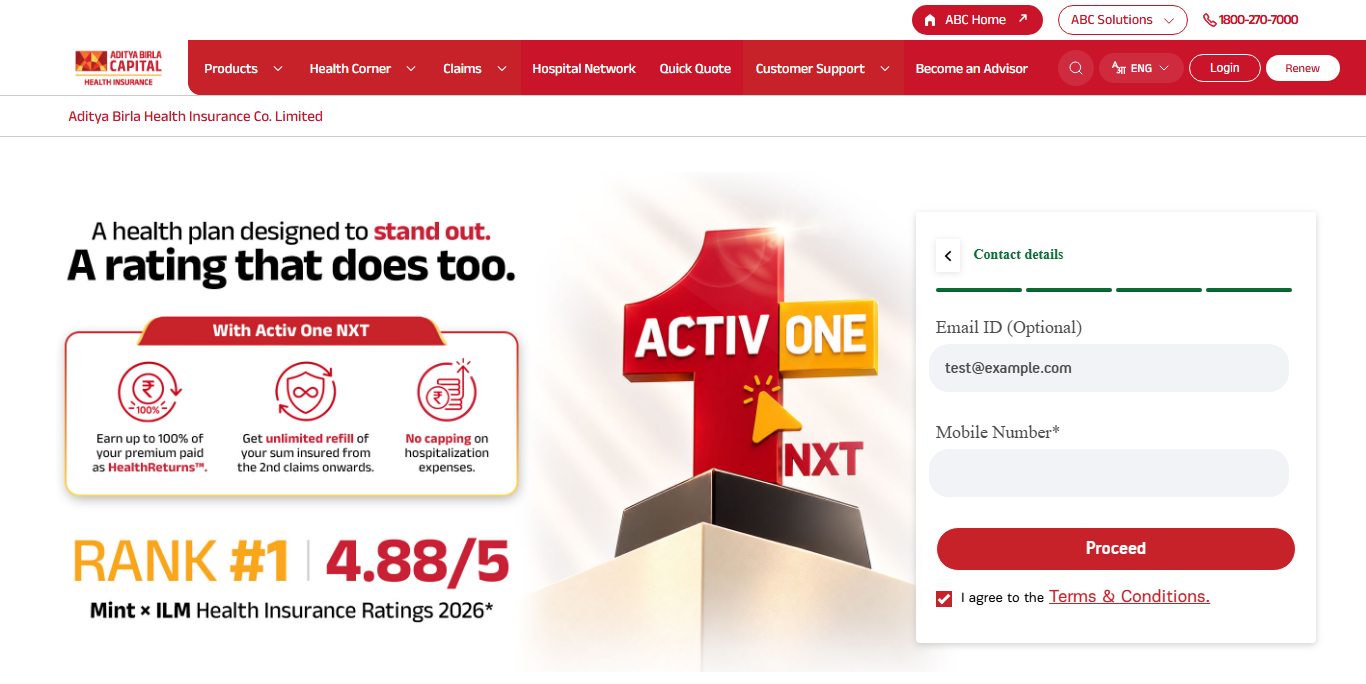 ABC Home
ABC Solutions
1800-270-7000
ADITYA BIRLA
CAPITAL
HEALTH INSURANCE
Products
Health Corner
Claims
Hospital Network
Quick Quote
Customer Support
Become an Advisor
ENG
Login
Renew
Aditya Birla Health Insurance Co. Limited
A health plan designed to stand out.
A rating that does too.
With Activ One NXT
100%
Earn up to 100% of
your premium paid
as HealthReturns™.
Get unlimited refill of
your sum insured from
the 2nd claims onwards.
₹
No capping on
hospitalization
expenses.
RANK #1 | 4.88/5
Mint × ILM Health Insurance Ratings 2026*
ACTIV ONE
NXT
Contact details
Email ID (Optional)
test@example.com
Mobile Number*
Proceed
I agree to the Terms & Conditions.